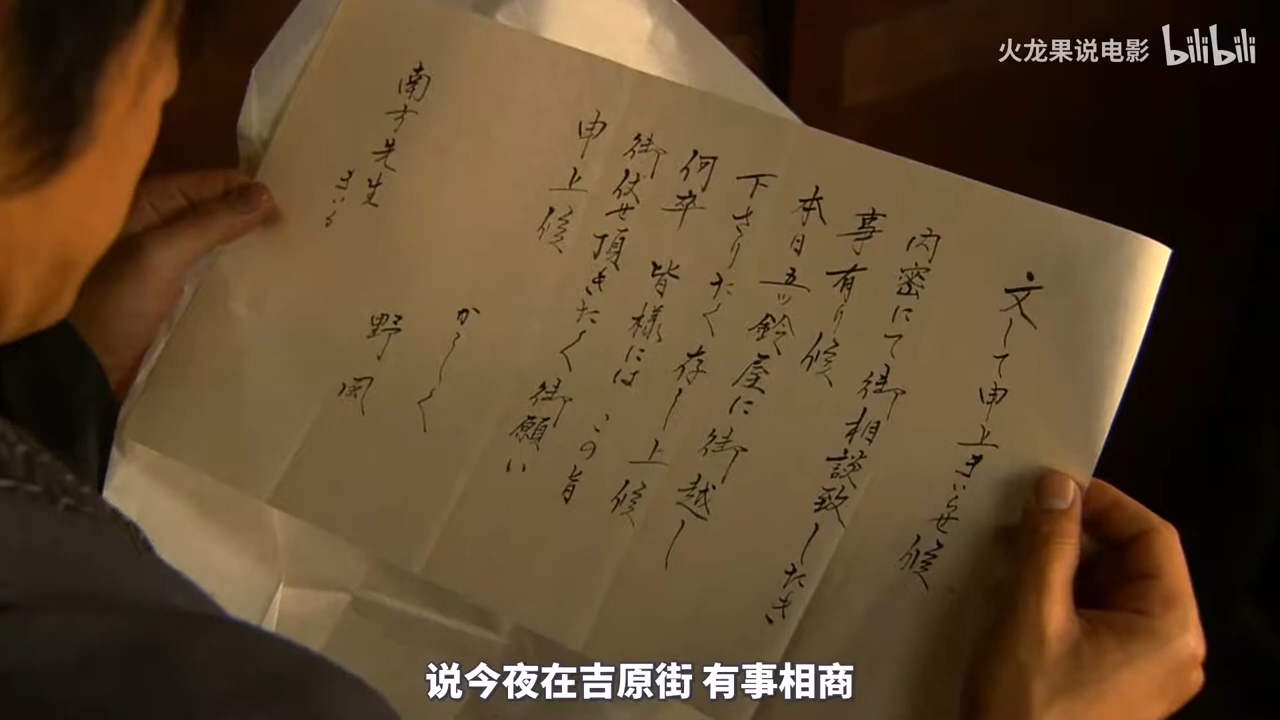 火龙果说电影 bilibili
文して申上まいらせ候
内密にて御相談致したき
事有り候
本日五ッ鈴屋に御越し
下さりたく存し上候
何卒 皆様には この旨
御伏せ頂きたく御願い
申上候
かしく
野風
南方先生
まいる
说今夜在吉原街 有事相商